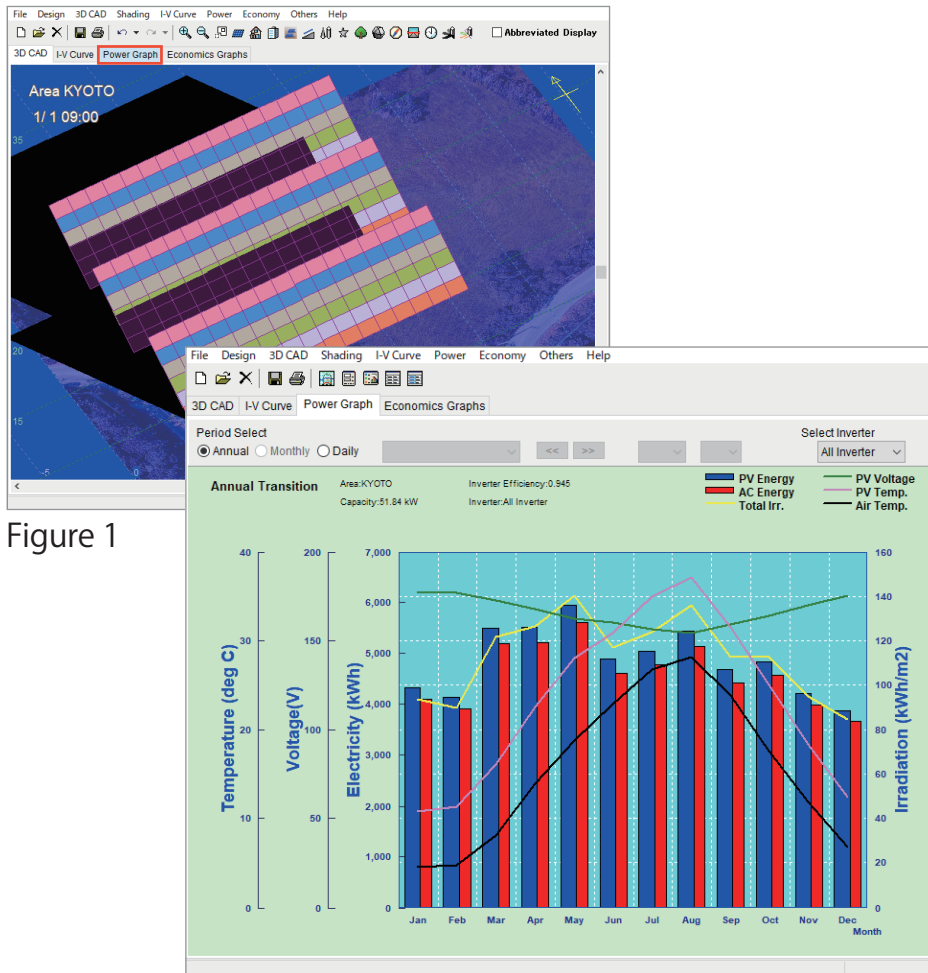 File Design 3D CAD Shading I-V Curve Power Economy Others Help
Abbreviated Display
3D CAD I-V Curve Power Graph Economics Graphs
Area KYOTO
1/ 1 09:00
35
20
15
-5 0
Figure 1
File Design 3D CAD Shading I-V Curve Power Economy Others Help
3D CAD I-V Curve Power Graph Economics Graphs
Period Select Select Inverter
Annual Monthly Daily << >> All Inverter
Annual Transition Area:KYOTO Inverter Efficiency:0.945 PV Energy PV Voltage
Capacity:51.84 kW Inverter:All Inverter AC Energy PV Temp.
Total Irr. Air Temp.
40 200 7,000 160
6,000 140
30 150 5,000 120
4,000 100
20 100 80
3,000
60
10 50 2,000 40
1,000 20
0 0 0 0
Temperature (deg C)
Voltage(V)
Electricity (kWh)
Irradiation (kWh/m2)
Jan Feb Mar Apr May Jun Jul Aug Sep Oct Nov Dec
Month